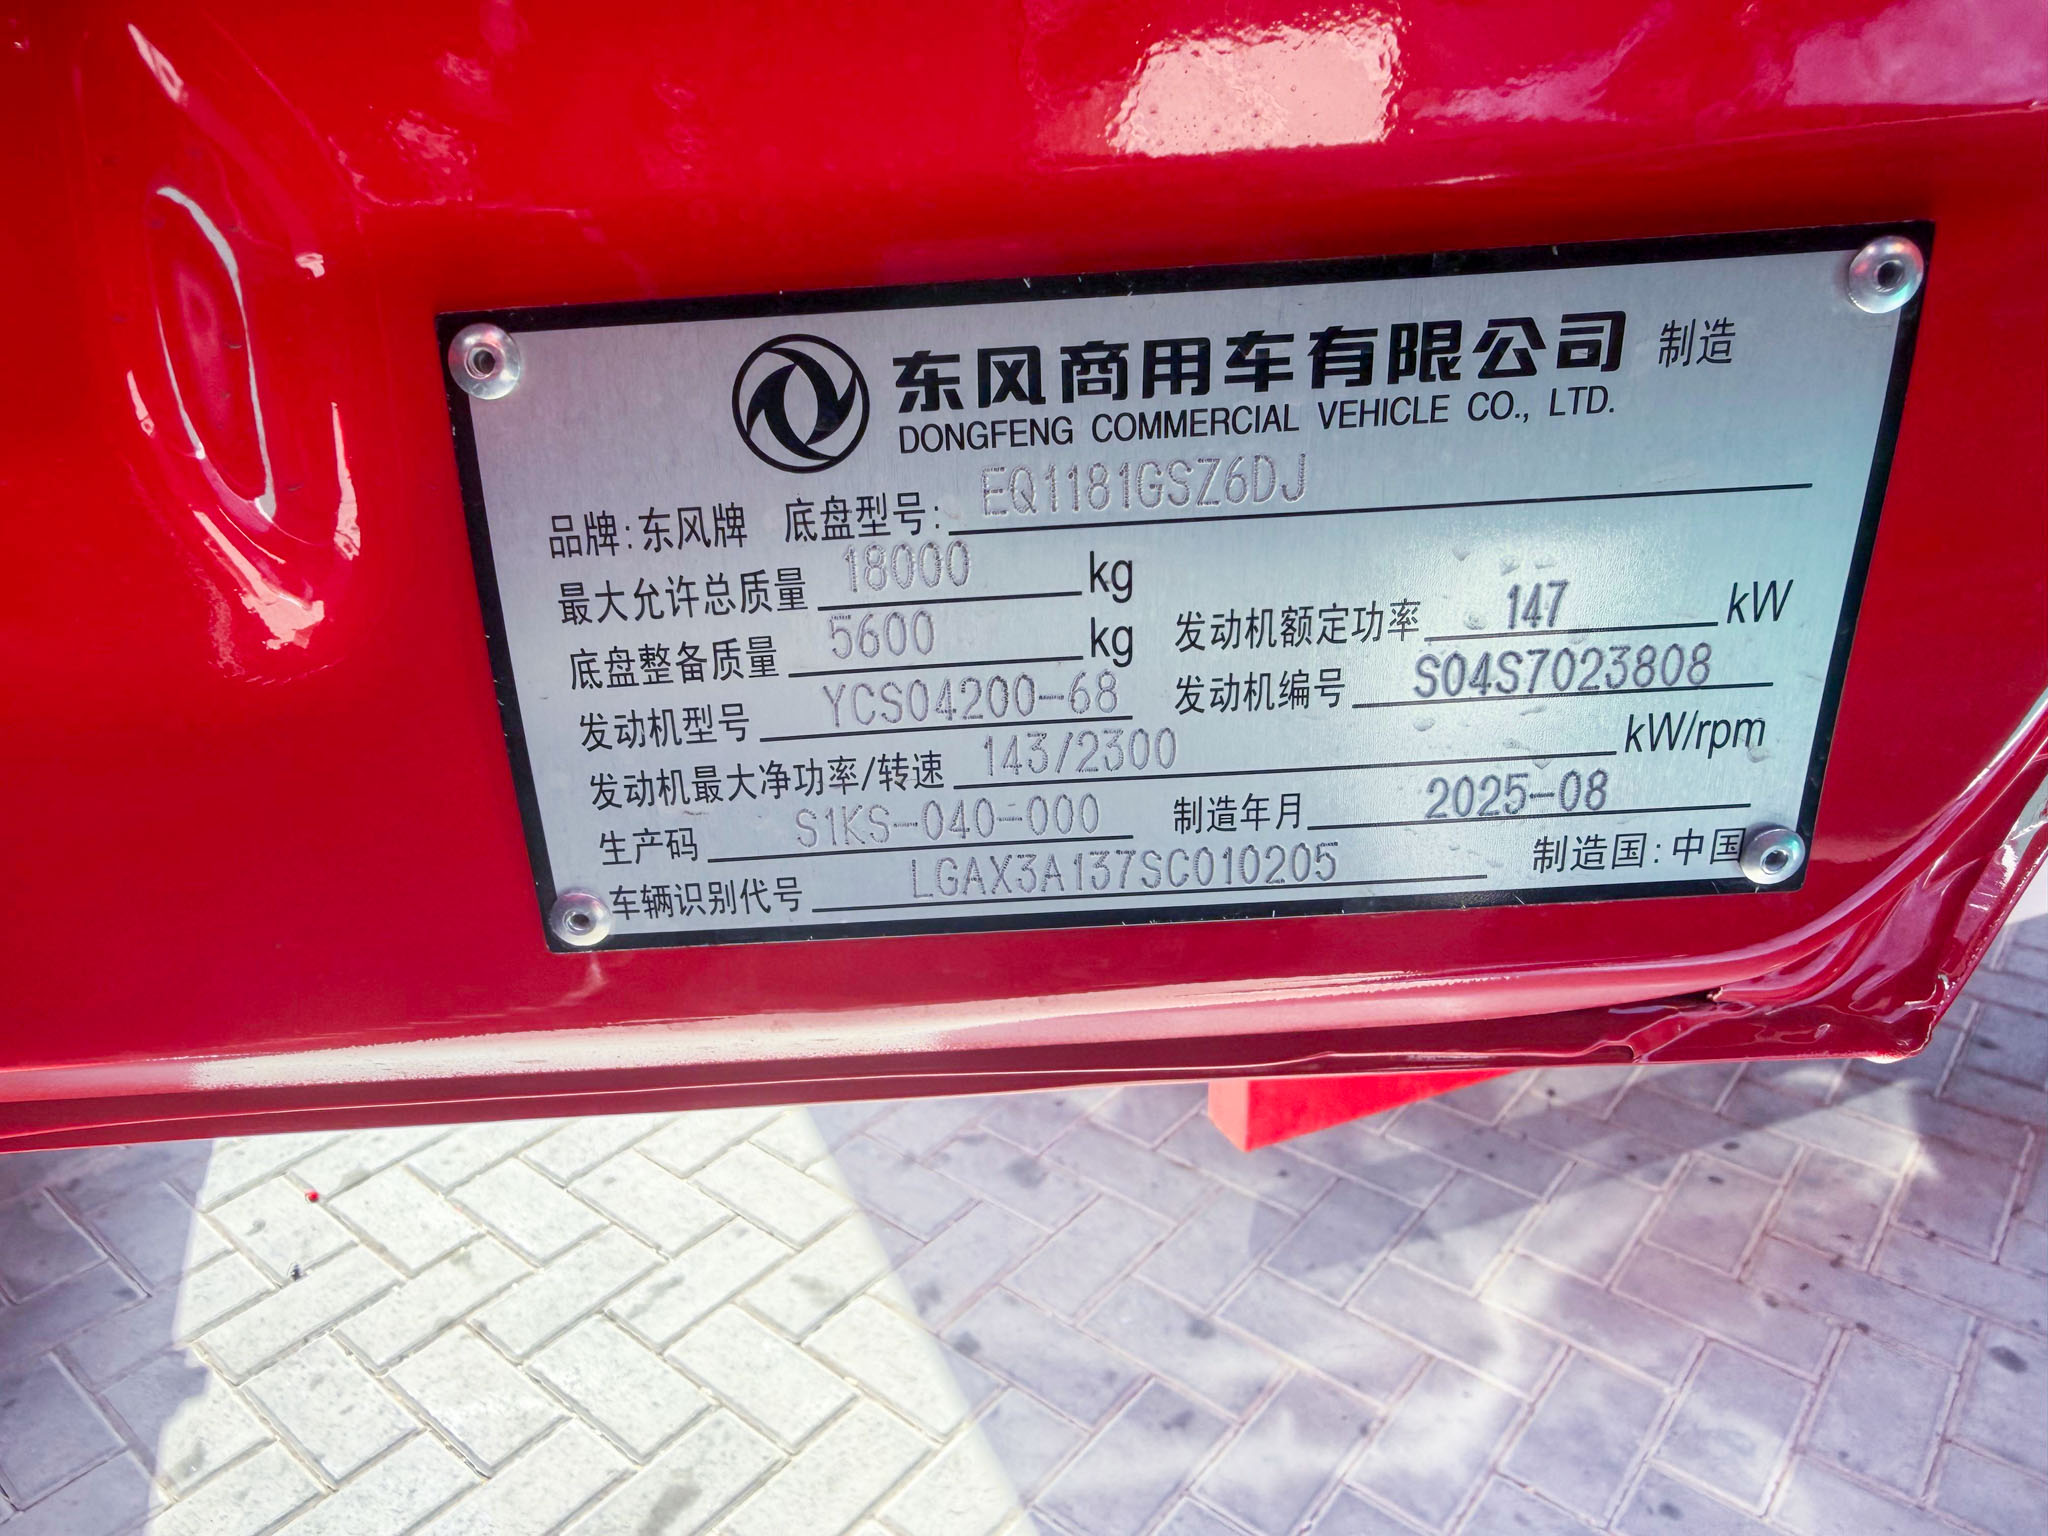 东风商用车有限公司 制造
DONGFENG COMMERCIAL VEHICLE CO., LTD.
品牌:东风牌 底盘型号: EQ1181GSZ6DJ
最大允许总质量 18000 kg
底盘整备质量 5600 kg 发动机额定功率 147 kW
发动机型号 YCS04200-68 发动机编号 S04S7023808
发动机最大净功率/转速 143/2300 kW/rpm
生产码 S1KS-040-000 制造年月 2025-08
车辆识别代号 LGAX3A137SC010205 制造国:中国